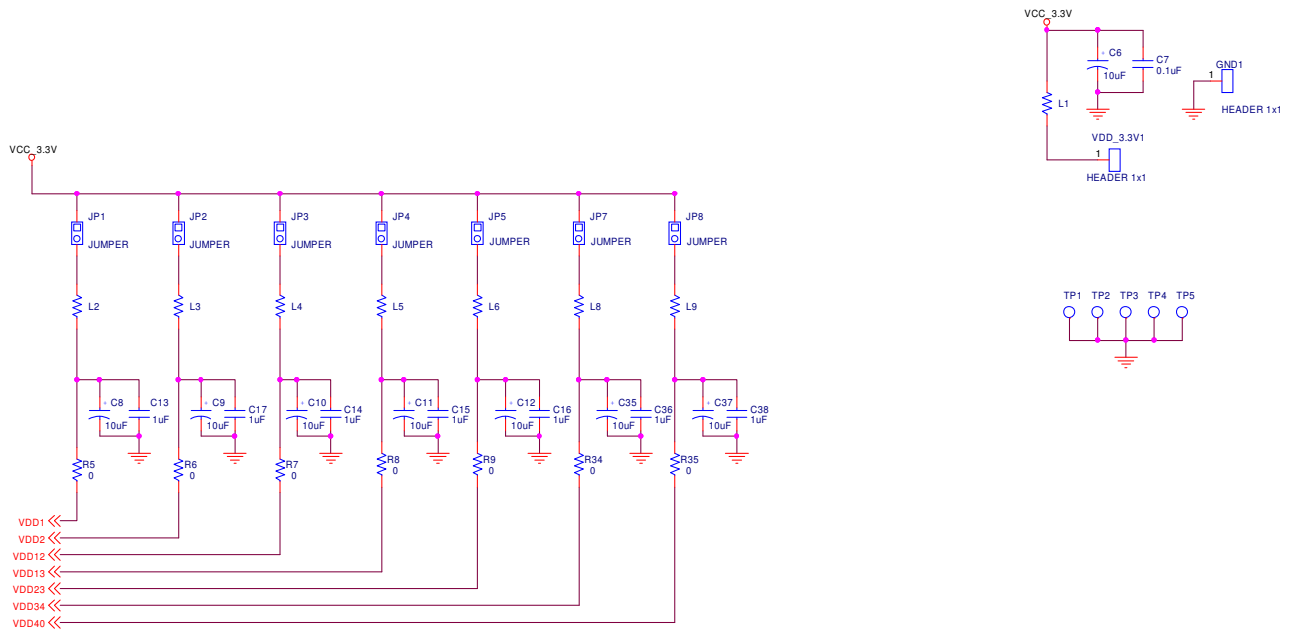 VCC_3.3V
C6
10uF
C7
0.1uF
GND1
1
HEADER 1x1
L1
VDD_3.3V1
1
HEADER 1x1
VCC_3.3V
JP1
JUMPER
JP2
JUMPER
JP3
JUMPER
JP4
JUMPER
JP5
JUMPER
JP7
JUMPER
JP8
JUMPER
L2
L3
L4
L5
L6
L8
L9
TP1 TP2 TP3 TP4 TP5
+ C8
10uF
C13
1uF
+ C9
10uF
C17
1uF
+ C10
10uF
C14
1uF
+ C11
10uF
C15
1uF
+ C12
10uF
C16
1uF
+ C35
10uF
C36
1uF
+ C37
10uF
C38
1uF
R5
0
R6
0
R7
0
R8
0
R9
0
R34
0
R35
0
VDD1
VDD2
VDD12
VDD13
VDD23
VDD34
VDD40